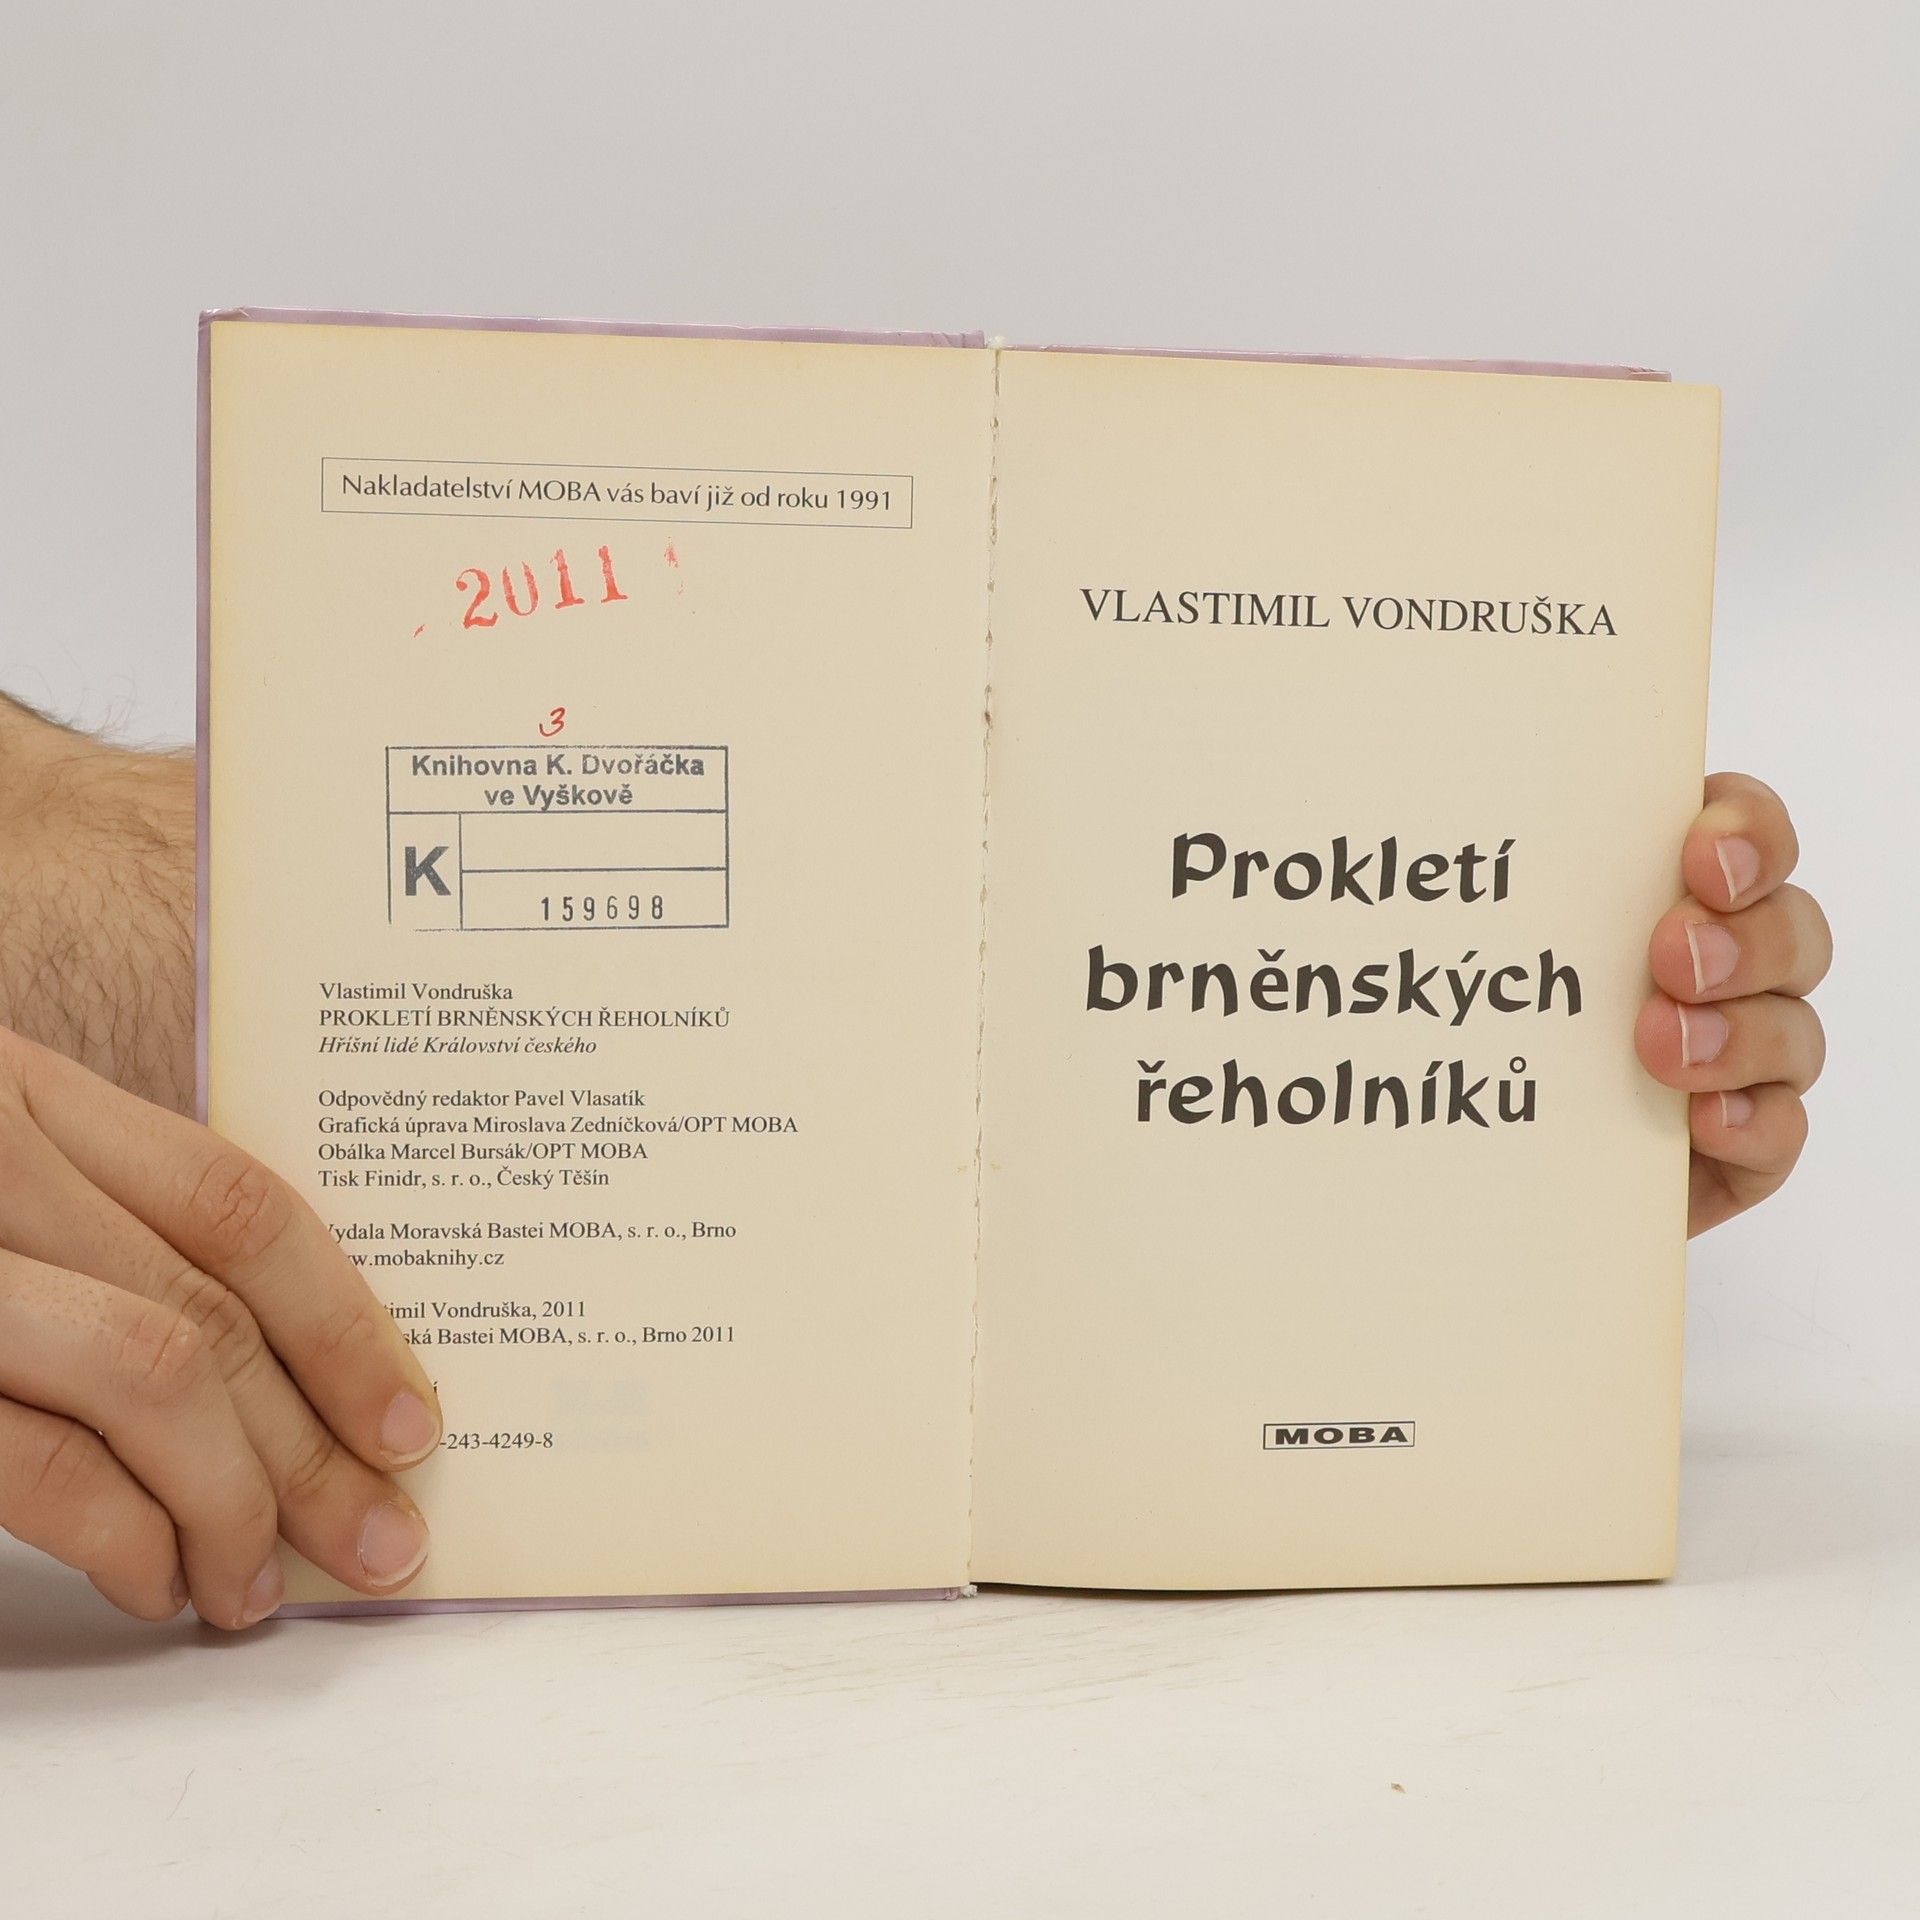 Nakladatelství MOBA vás baví již od roku 1991
2011
3
Knihovna K. Dvořáčka
ve Vyškově
K
159698
Vlastimil Vondruška
PROKLETÍ BRNĚNSKÝCH ŘEHOLNÍKŮ
Hříšní lidé Království českého
Odpovědný redaktor Pavel Vlasatík
Grafická úprava Miroslava Zedníčková/OPT MOBA
Obálka Marcel Bursák/OPT MOBA
Tisk Finidr, s. r. o., Český Těšín
Vydala Moravská Bastei MOBA, s. r. o., Brno
www.mobaknihy.cz
Vondruška, 2011
Bastei MOBA, s. r. o., Brno 2011
-243-4249-8
VLASTIMIL VONDRUŠKA
Prokletí
brněnských
řeholníků
MOBA